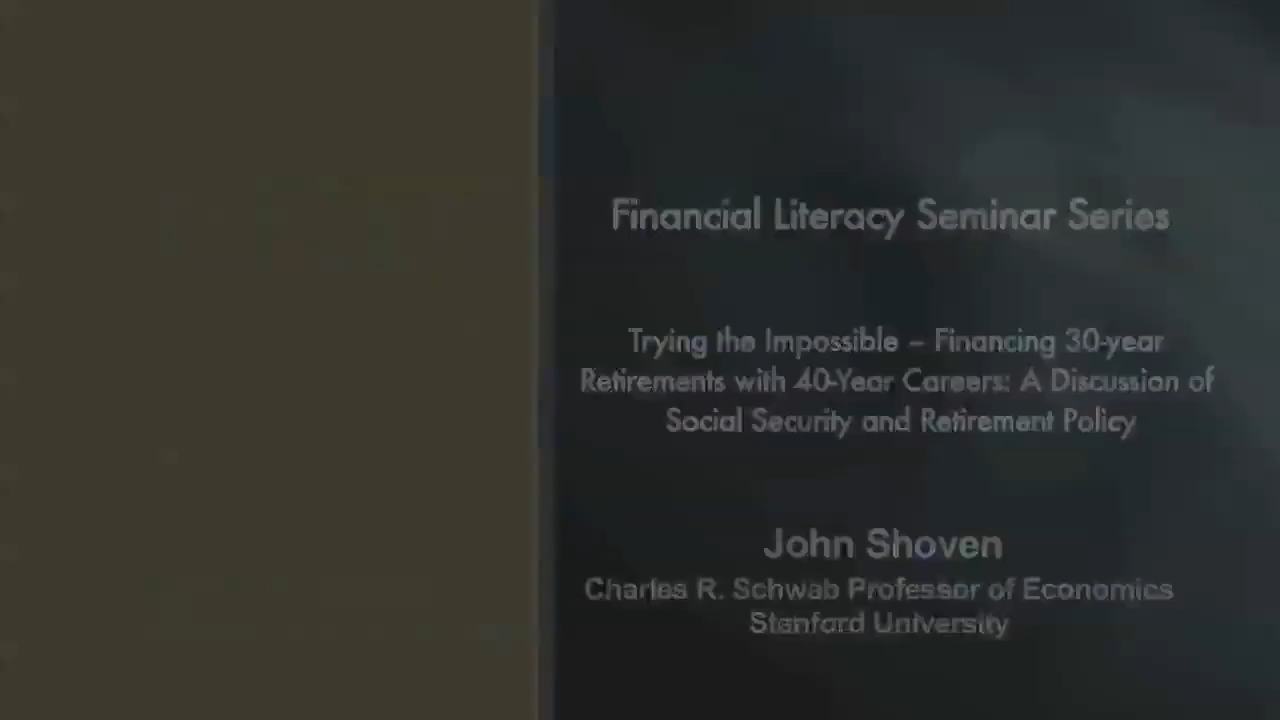 Financial Literacy Seminar Series
Trying the Impossible – Financing 30-year
Retirements with 40-Year Careers: A Discussion of
Social Security and Retirement Policy
John Shoven
Charles R. Schwab Professor of Economics
Stanford University